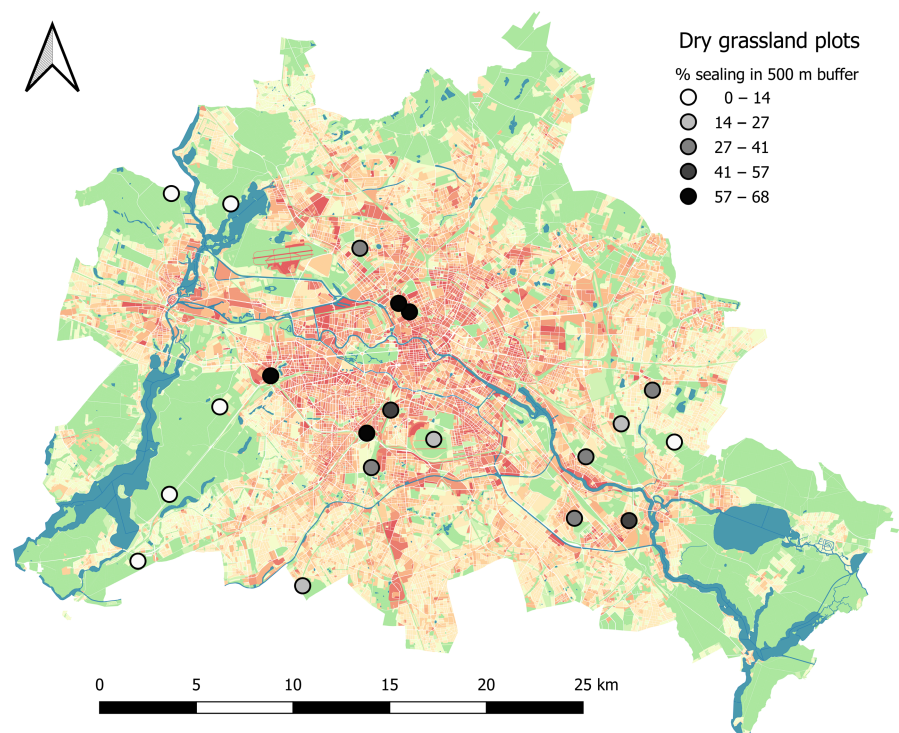 Dry grassland plots
% sealing in 500 m buffer
0 – 14
14 – 27
27 – 41
41 – 57
57 – 68
0 5 10 15 20 25 km